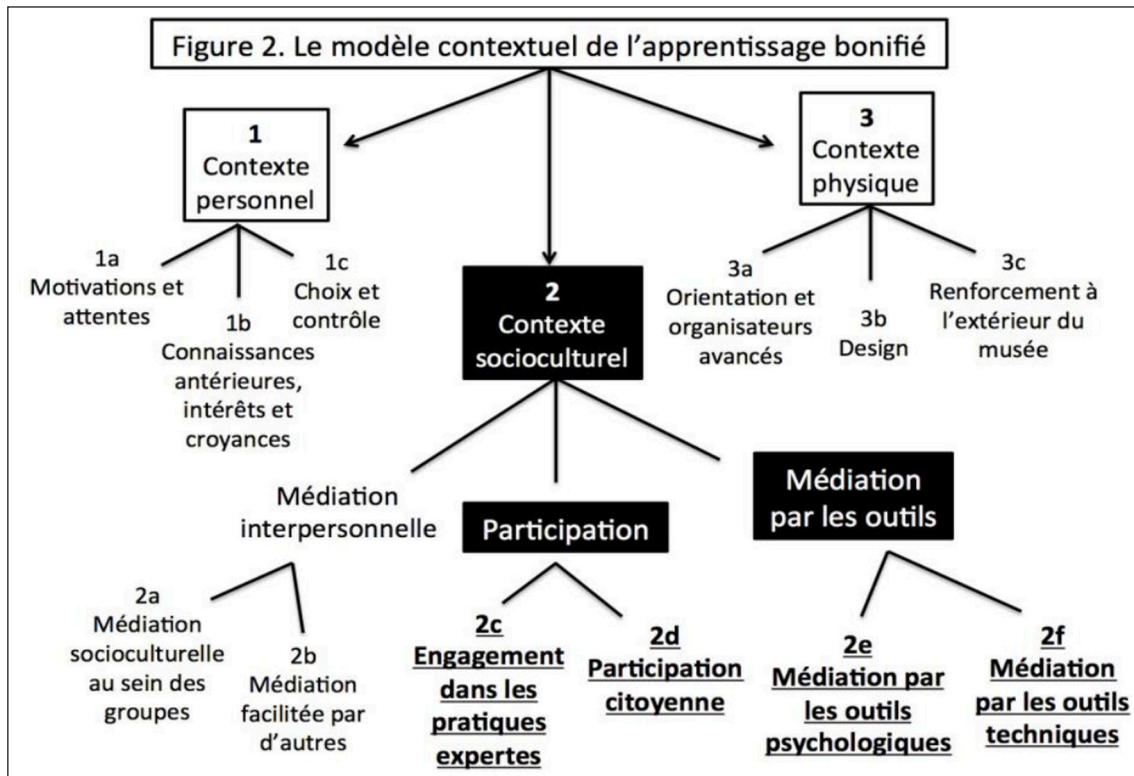 Figure 2. Le modèle contextuel de l’apprentissage bonifié
1
Contexte
personnel
3
Contexte
physique
1a
Motivations et
attentes
1b
Connaissances
antérieures,
intérêts et
croyances
1c
Choix et
contrôle
2
Contexte
socioculturel
3a
Orientation et
organisateurs
avancés
3b
Design
3c
Renforcement à
l’extérieur du
musée
Médiation
interpersonnelle
Participation
Médiation
par les outils
2a
Médiation
socioculturelle
au sein des
groupes
2b
Médiation
facilitée par
d’autres
2c
Engagement
dans les
pratiques
expertes
2d
Participation
citoyenne
2e
Médiation par
les outils
psychologiques
2f
Médiation
par les outils
techniques